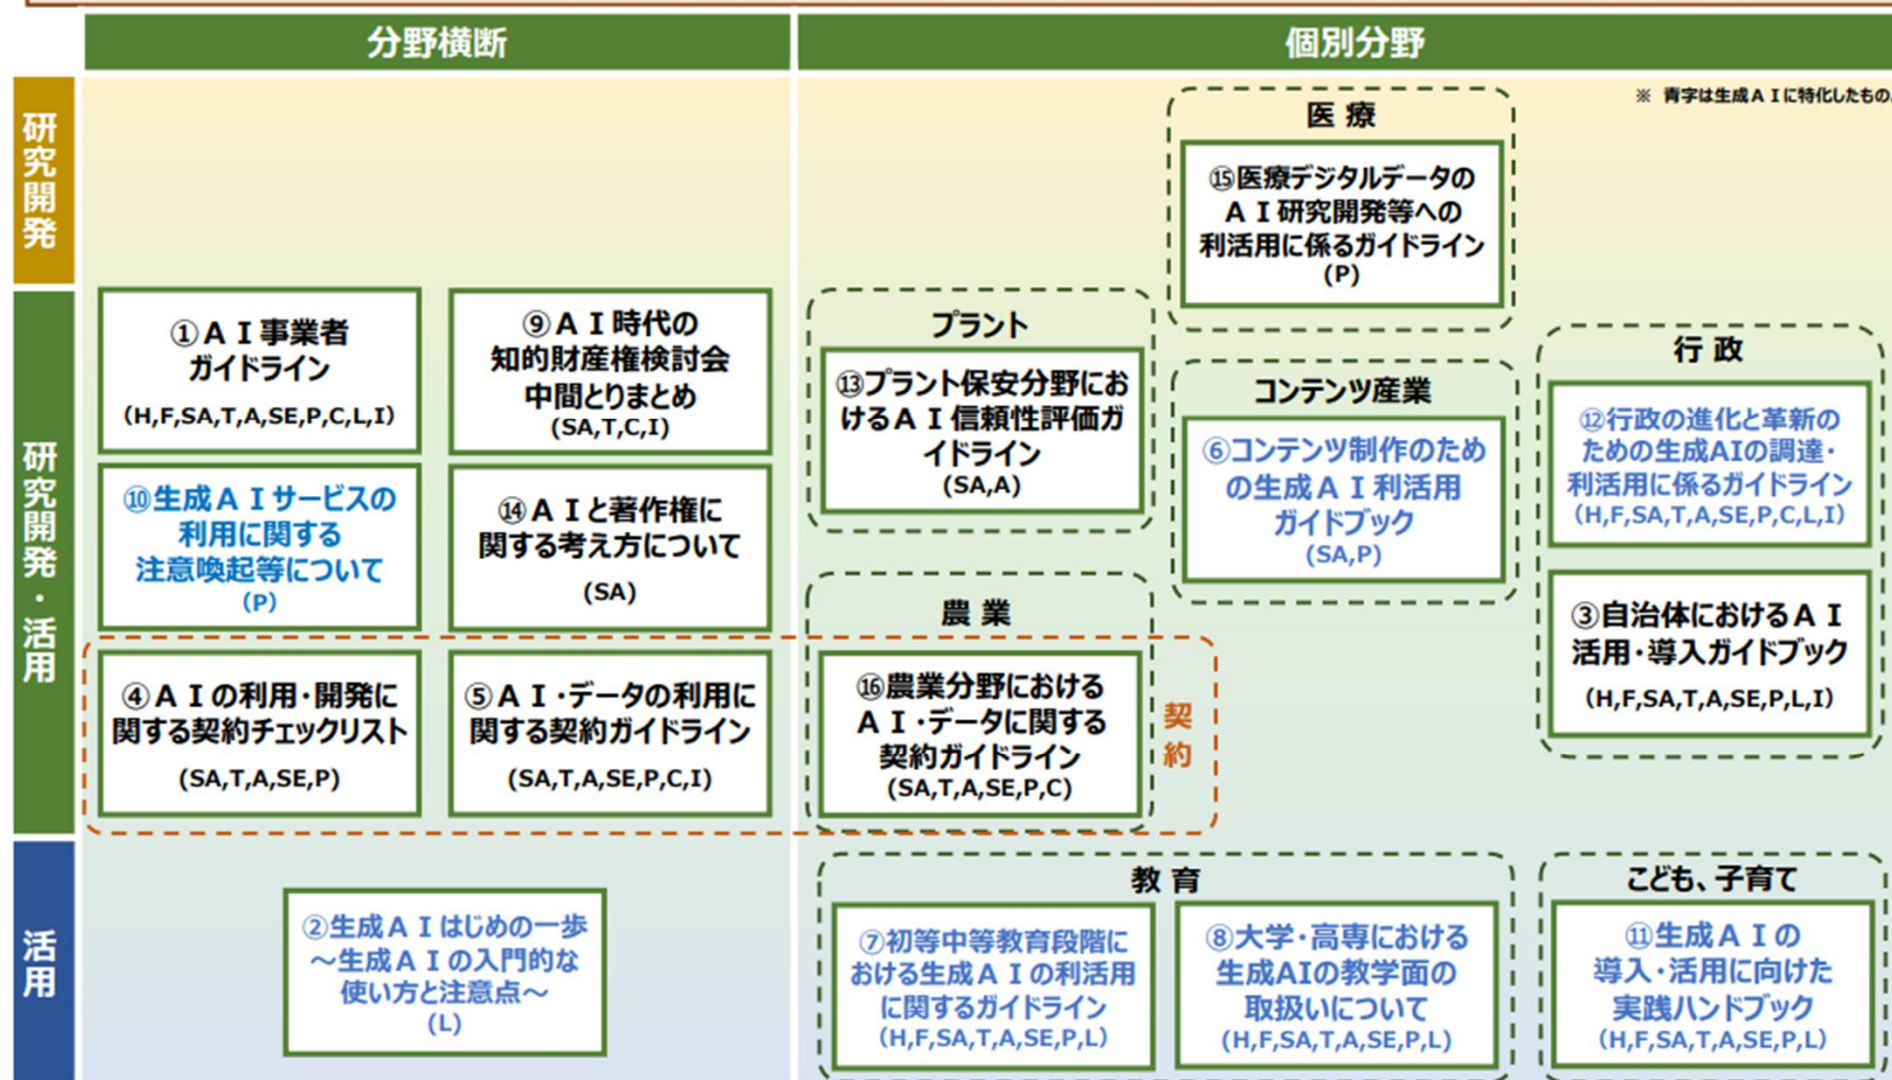 分野横断
個別分野
※ 青字は生成ＡＩに特化したもの。
研究開発
医 療
⑮医療デジタルデータの
ＡＩ研究開発等への
利活用に係るガイドライン
(P)
研究開発・活用
①ＡＩ事業者
ガイドライン
(H,F,SA,T,A,SE,P,C,L,I)
⑨ＡＩ時代の
知的財産権検討会
中間とりまとめ
(SA,T,C,I)
⑩生成ＡＩサービスの
利用に関する
注意喚起等について
(P)
⑭ＡＩと著作権に
関する考え方について
(SA)
④ＡＩの利用・開発に
関する契約チェックリスト
(SA,T,A,SE,P)
⑤ＡＩ・データの利用に
関する契約ガイドライン
(SA,T,A,SE,P,C,I)
プラント
⑬プラント保安分野にお
けるＡＩ信頼性評価ガ
イドライン
(SA,A)
農 業
⑯農業分野における
ＡＩ・データに関する
契約ガイドライン
(SA,T,A,SE,P,C)
契約
コンテンツ産業
⑥コンテンツ制作のため
の生成ＡＩ利活用
ガイドブック
(SA,P)
行 政
⑫行政の進化と革新の
ための生成AIの調達・
利活用に係るガイドライン
(H,F,SA,T,A,SE,P,C,L,I)
③自治体におけるＡＩ
活用・導入ガイドブック
(H,F,SA,T,A,SE,P,L,I)
活用
②生成ＡＩはじめの一歩
～生成ＡＩの入門的な
使い方と注意点～
(L)
教 育
⑦初等中等教育段階に
おける生成ＡＩの利活用
に関するガイドライン
(H,F,SA,T,A,SE,P,L)
⑧大学・高専における
生成AIの教学面の
取扱いについて
(H,F,SA,T,A,SE,P,L)
こども、子育て
⑪生成ＡＩの
導入・活用に向けた
実践ハンドブック
(H,F,SA,T,A,SE,P,L)